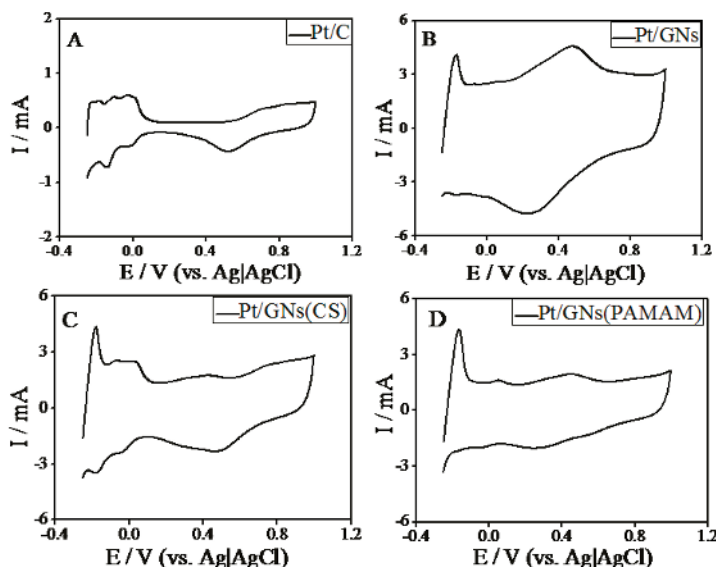 A
Pt/C
I / mA
2
1
0
-1
-2
-0.4 0.0 0.4 0.8 1.2
E / V (vs. Ag|AgCl)
B
Pt/GNs
I / mA
6
3
0
-3
-6
-0.4 0.0 0.4 0.8 1.2
E / V (vs. Ag|AgCl)
C
Pt/GNs(CS)
I / mA
6
3
0
-3
-6
-0.4 0.0 0.4 0.8 1.2
E / V (vs. Ag|AgCl)
D
Pt/GNs(PAMAM)
I / mA
6
3
0
-3
-6
-0.4 0.0 0.4 0.8 1.2
E / V (vs. Ag|AgCl)